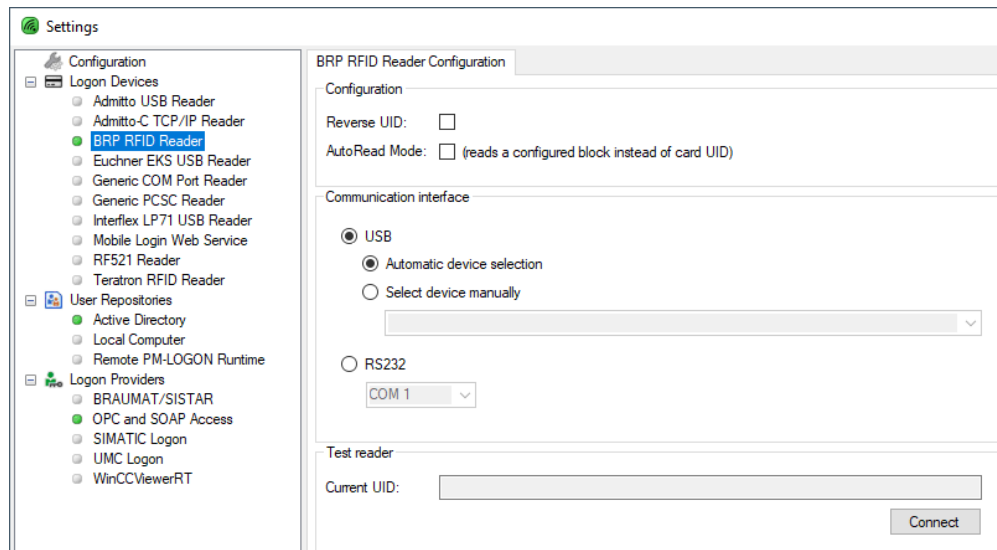 Settings
Configuration
Logon Devices
Admitto USB Reader
Admitto-C TCP/IP Reader
BRP RFID Reader
Euchner EKS USB Reader
Generic COM Port Reader
Generic PCSC Reader
Interflex LP71 USB Reader
Mobile Login Web Service
RF521 Reader
Teratron RFID Reader
User Repositories
Active Directory
Local Computer
Remote PM-LOGON Runtime
Logon Providers
BRAUMAT/SISTAR
OPC and SOAP Access
SIMATIC Logon
UMC Logon
WinCCViewerRT
BRP RFID Reader Configuration
Configuration
Reverse UID:
AutoRead Mode: (reads a configured block instead of card UID)
Communication interface
USB
Automatic device selection
Select device manually
RS232
COM 1
Test reader
Current UID:
Connect